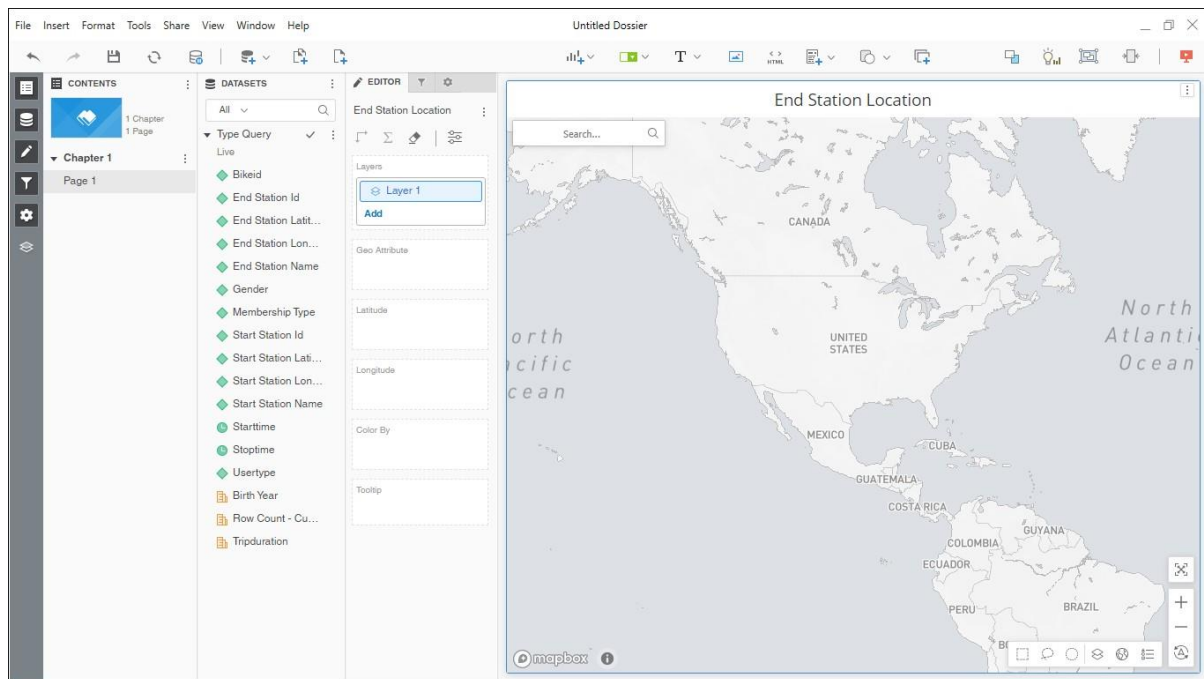 File Insert Format Tools Share View Window Help
Untitled Dossier
T
< >
HTML
CONTENTS
1 Chapter
1 Page
Chapter 1
Page 1
DATASETS
All
Type Query
Live
Bikeid
End Station Id
End Station Latit...
End Station Lon...
End Station Name
Gender
Membership Type
Start Station Id
Start Station Lati...
Start Station Lon...
Start Station Name
Starttime
Stoptime
Usertype
Birth Year
Row Count - Cu...
Tripduration
EDITOR
End Station Location
Layers
Layer 1
Add
Geo Attribute
Latitude
Longitude
Color By
Tooltip
End Station Location
Search...
CANADA
UNITED
STATES
North
Atlanti
Ocean
orth
acific
cean
MEXICO
CUBA
GUATEMALA
COSTA RICA
GUYANA
COLOMBIA
ECUADOR
PERU
BRAZIL
BO
mapbox